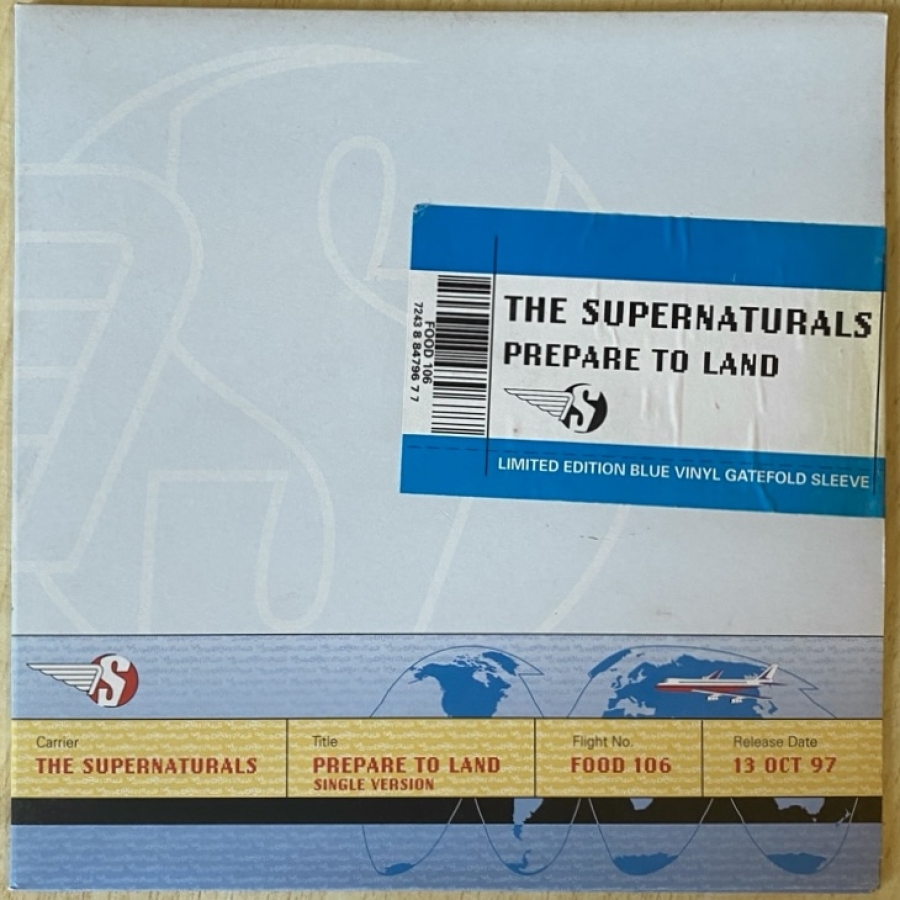 THE SUPERNATURALS
PREPARE TO LAND
FOOD 106
7243 8 84796 7 7
S
LIMITED EDITION BLUE VINYL GATEFOLD SLEEVE
S
Carrier
THE SUPERNATURALS
Title
PREPARE TO LAND
SINGLE VERSION
Flight No.
FOOD 106
Release Date
13 OCT 97